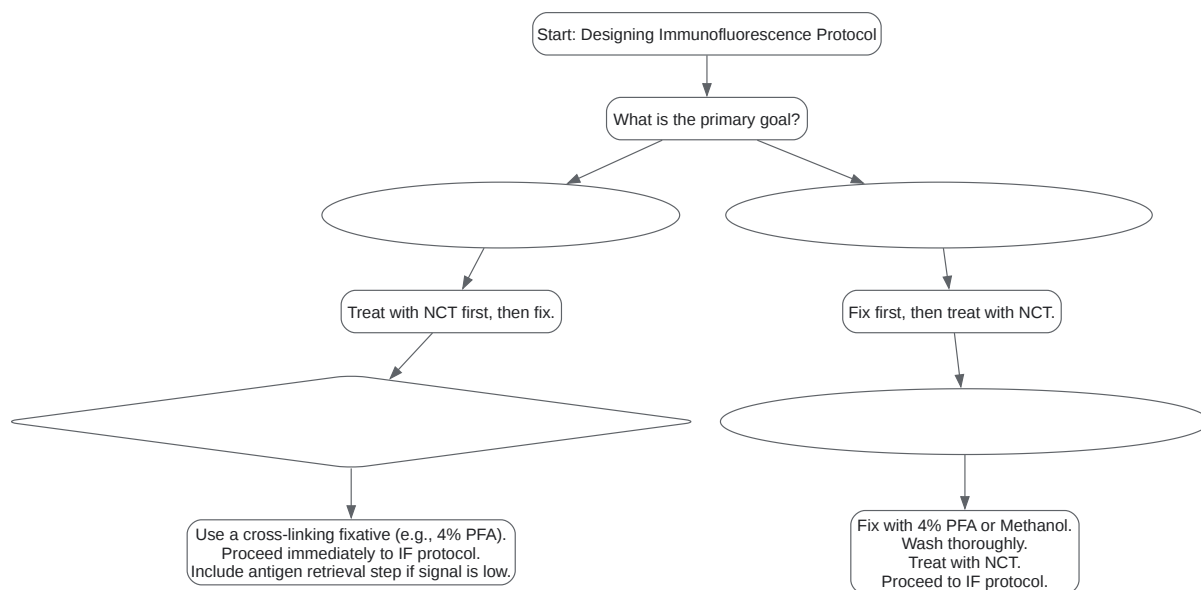 Start: Designing Immunofluorescence Protocol
What is the primary goal?
Treat with NCT first, then fix.
Fix first, then treat with NCT.
Use a cross-linking fixative (e.g., 4% PFA).
Proceed immediately to IF protocol.
Include antigen retrieval step if signal is low.
Fix with 4% PFA or Methanol.
Wash thoroughly.
Treat with NCT.
Proceed to IF protocol.